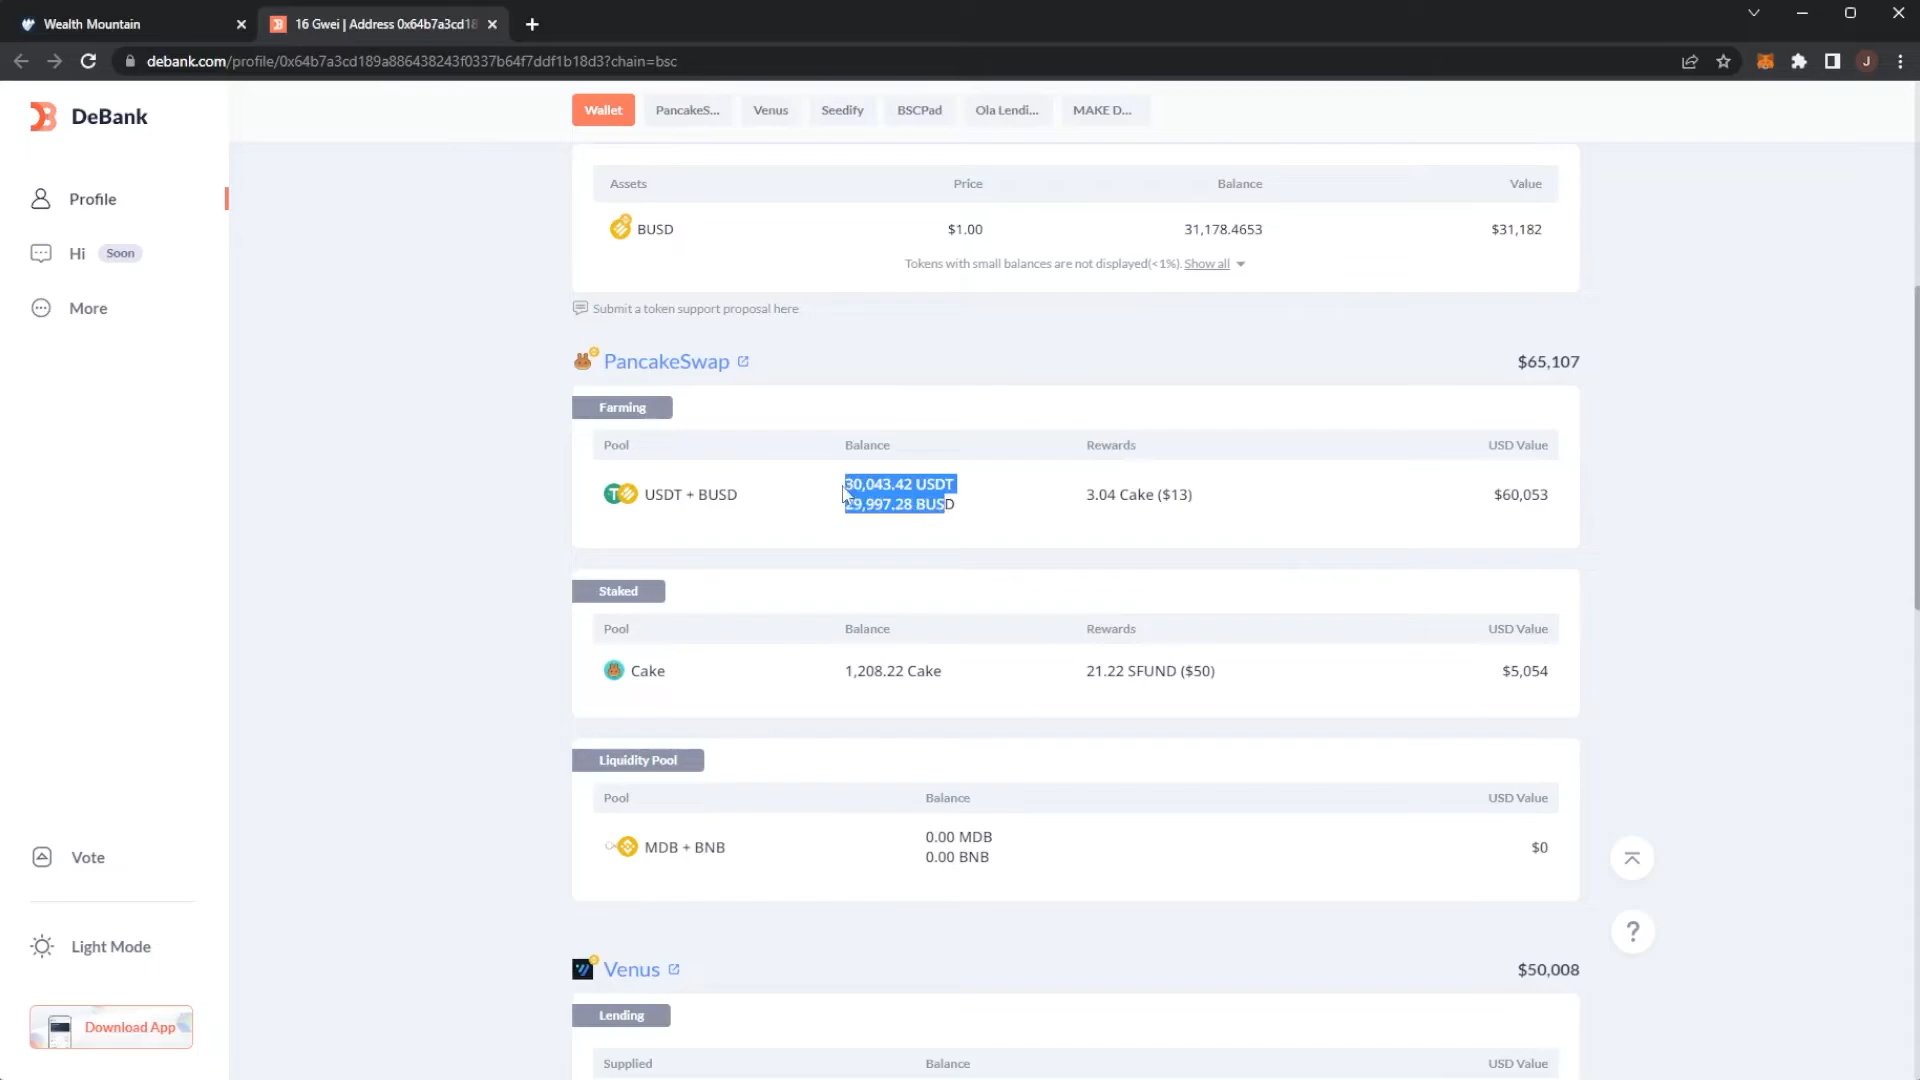 Wealth Mountain
16 Gwei | Address 0x64b7a3cd18
debank.com/profile/0x64b7a3cd189a886438243f0337b64f7ddf1b18d3?chain=bsc
J
DeBank
Wallet
PancakeS...
Venus
Seedify
BSCPad
Ola Lendi...
MAKE D...
Profile
Hi
Soon
More
Assets Price Balance Value
BUSD $1.00 31,178.4653 $31,182
Tokens with small balances are not displayed(<1%). Show all
Submit a token support proposal here
PancakeSwap $65,107
Farming
Pool Balance Rewards USD Value
USDT + BUSD 30,043.42 USDT 3.04 Cake ($13) $60,053
29,997.28 BUSD
Staked
Pool Balance Rewards USD Value
Cake 1,208.22 Cake 21.22 SFUND ($50) $5,054
Liquidity Pool
Pool Balance USD Value
MDB + BNB 0.00 MDB $0
0.00 BNB
Vote
Light Mode
Download App
?
Venus $50,008
Lending
Supplied Balance USD Value